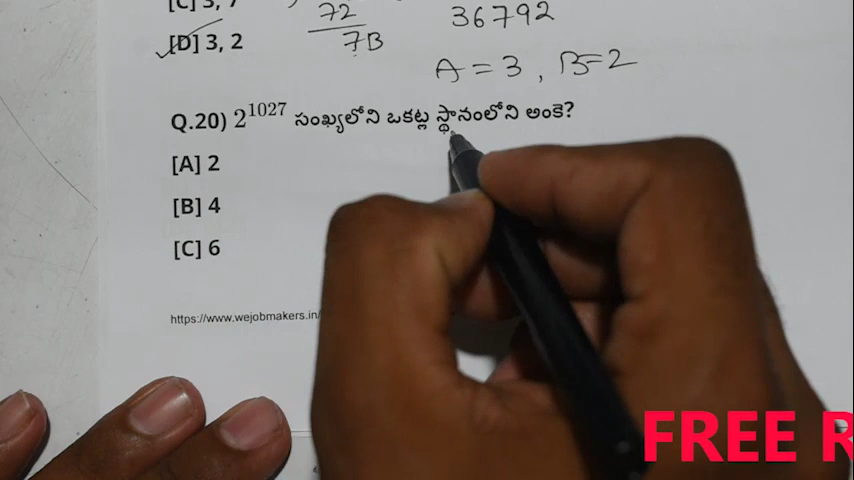 [C] 3, 7
72
36792
[D] 3, 2
7B
A = 3 , B=2
Q.20) 2^1027 సంఖ్యలోని ఒకట్ల స్థానంలోని అంకె?
[A] 2
[B] 4
[C] 6
https://www.wejobmakers.in/
FREE R